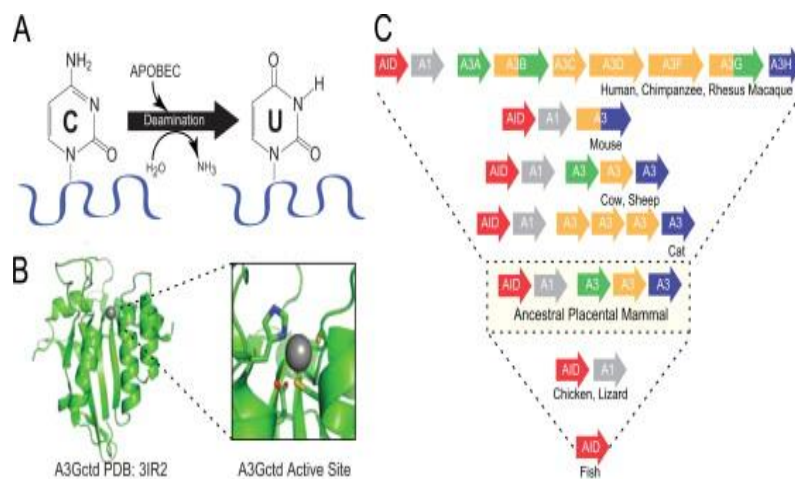 A
NH₂
N
C
N
O
APOBEC
Deamination
H₂O
NH₃
O
H
N
U
N
O
B
A3Gctd PDB: 3IR2
A3Gctd Active Site
C
AID A1 A3A A3B A3C A3D A3F A3G A3H
Human, Chimpanzee, Rhesus Macaque
AID A1 A3
Mouse
AID A1 A3 A3 A3
Cow, Sheep
AID A1 A3 A3 A3 A3
Cat
AID A1 A3 A3 A3
Ancestral Placental Mammal
AID A1
Chicken, Lizard
AID
Fish